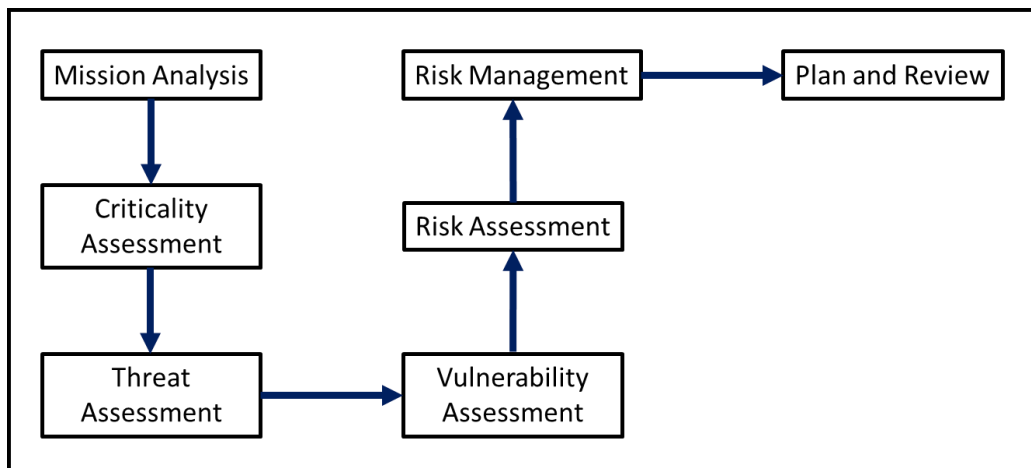 Mission Analysis
Criticality
Assessment
Threat
Assessment
Vulnerability
Assessment
Risk Assessment
Risk Management
Plan and Review